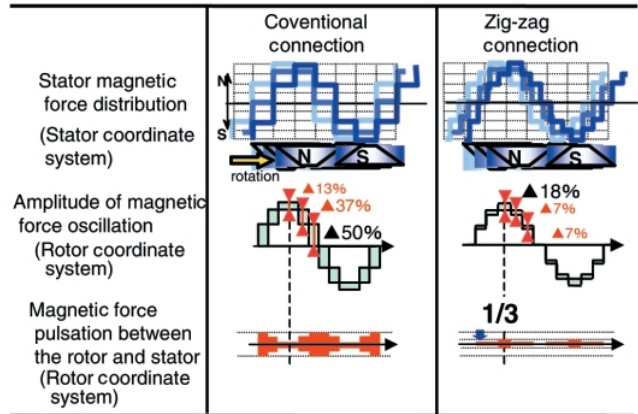 Coventional
connection
Zig-zag
connection
Stator magnetic
force distribution
(Stator coordinate
system)
N
S
N
S
rotation
N
S
Amplitude of magnetic
force oscillation
(Rotor coordinate
system)
▲13%
▲37%
▲50%
▲18%
▲7%
▲7%
Magnetic force
pulsation between
the rotor and stator
(Rotor coordinate
system)
1/3